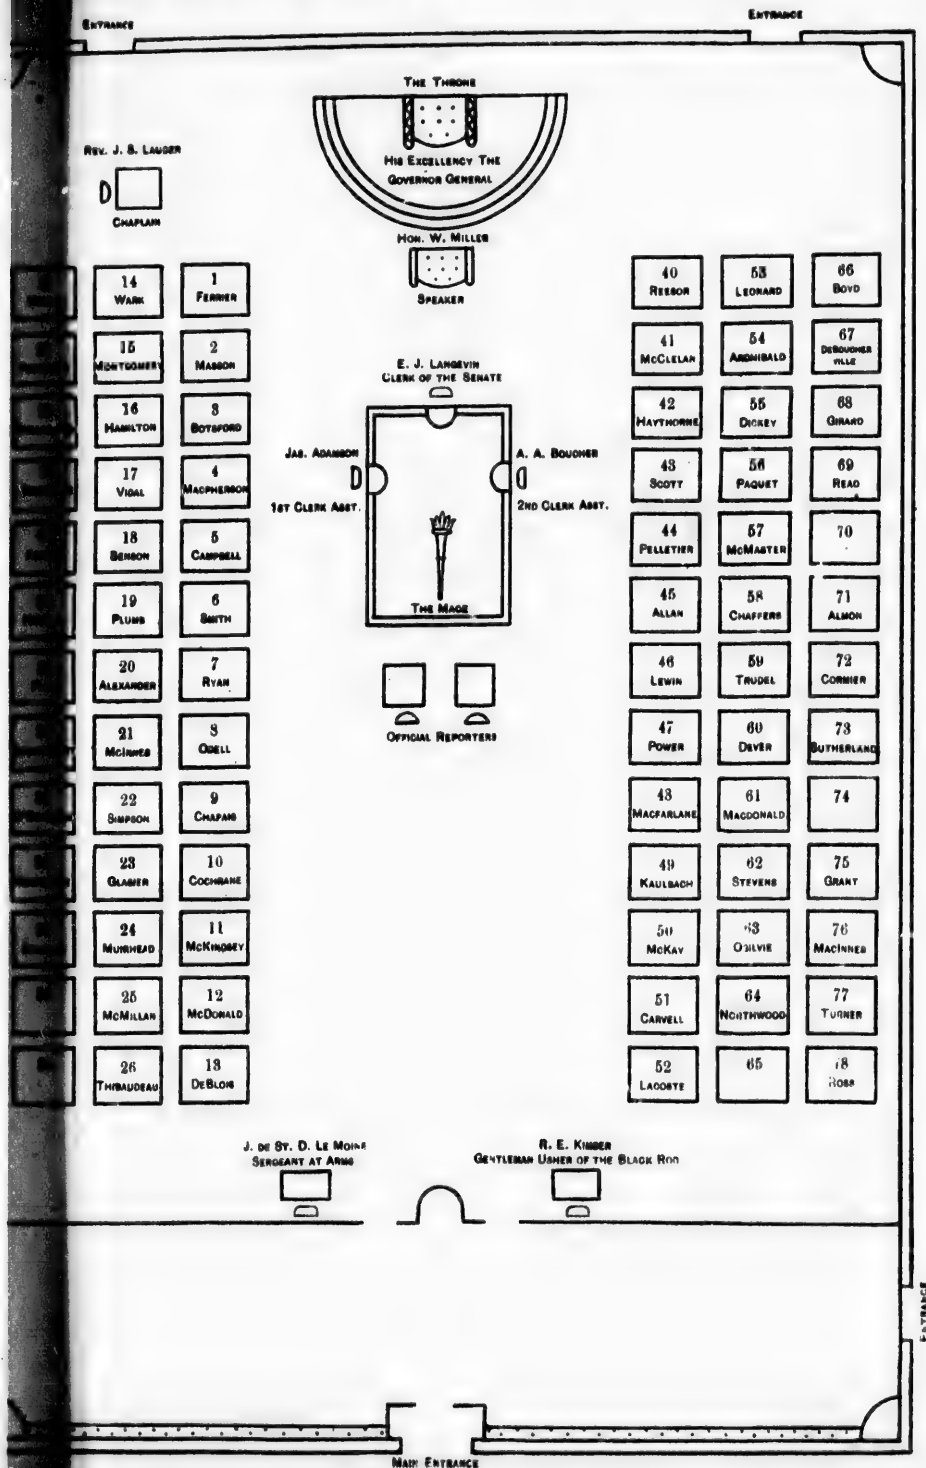 ENTRANCE
ENTRANCE
THE THRONE
HIS EXCELLENCY THE
GOVERNOR GENERAL
REV. J. S. LAUDER
CHAPLAIN
HON. W. MILLER
SPEAKER
E. J. LANGEVIN
CLERK OF THE SENATE
JAS. ADAMSON
1ST CLERK ASST.
A. A. BOUCHER
2ND CLERK ASST.
THE MACE
OFFICIAL REPORTERS
14
WARK
1
FERRIER
15
MONTGOMERY
2
MASSON
16
HAMILTON
3
BOTSFORD
17
VIDAL
4
MACPHERSON
18
BENSON
5
CAMPBELL
19
PLUMB
6
SMITH
20
ALEXANDER
7
RYAN
21
MCINNES
8
ODELL
22
SIMPSON
9
CHAPAIS
23
GLASIER
10
COCHRANE
24
MUIRHEAD
11
MCKINDSEY
25
MCMILLAN
12
MCDONALD
26
THIBAUDEAU
13
DEBLOIS
40
REESOR
53
LEONARD
66
BOYD
41
MCCLELAN
54
ARCHIBALD
67
DEBOUCHER
VILLE
42
HAYTHORNE
55
DICKEY
68
GIRARD
43
SCOTT
56
PAQUET
69
READ
44
PELLETIER
57
MCMASTER
70
45
ALLAN
58
CHAFFERS
71
ALMON
46
LEWIN
59
TRUDEL
72
CORMIER
47
POWER
60
DEVER
73
SUTHERLAND
48
MACFARLANE
61
MACDONALD
74
49
KAULBACH
62
STEVENS
75
GRANT
50
MCKAY
63
OGILVIE
76
MACINNES
51
CARVELL
64
NORTHWOOD
77
TURNER
52
LACOSTE
65
78
ROSS
J. DE ST. D. LE MOINE
SERGEANT AT ARMS
R. E. KIMBER
GENTLEMAN USHER OF THE BLACK ROD
ENTRANCE
MAIN ENTRANCE